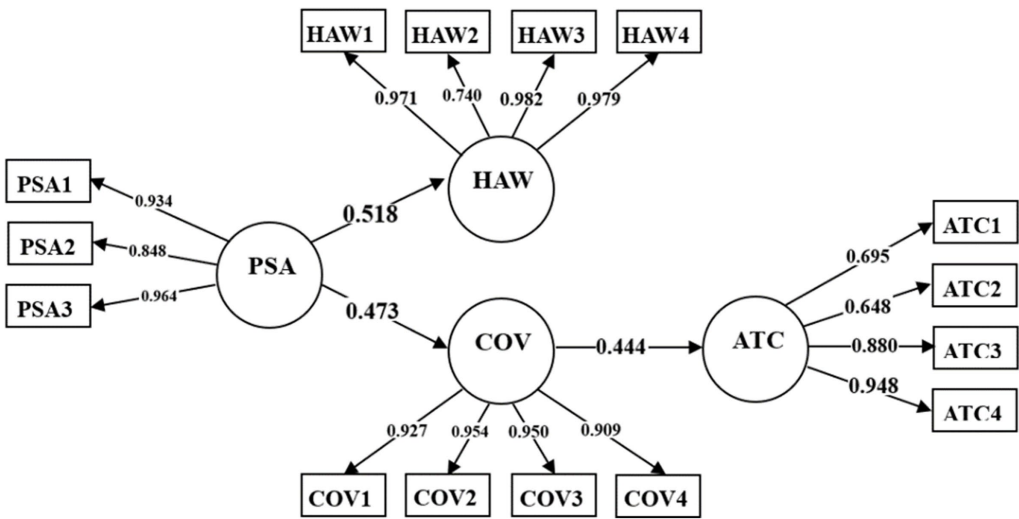 HAW1 HAW2 HAW3 HAW4
0.971 0.740 0.982 0.979
HAW
PSA1
PSA2
PSA3
0.934
0.848
0.964
PSA
0.518
0.473
COV
0.444
ATC
0.695
0.648
0.880
0.948
ATC1
ATC2
ATC3
ATC4
0.927 0.954 0.950 0.909
COV1 COV2 COV3 COV4